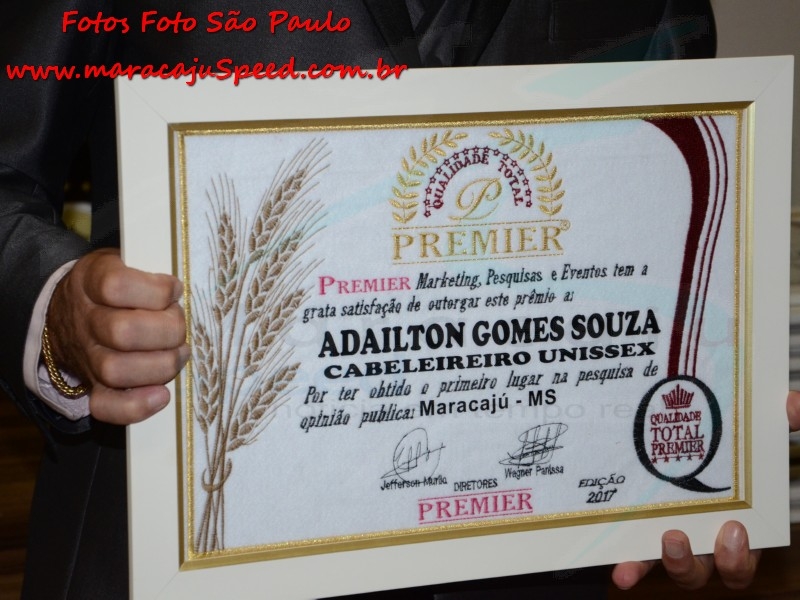 Fotos Foto São Paulo
www.maracajuSpeed.com.br
QUALIDADE TOTAL
P
PREMIER®
PREMIER Marketing, Pesquisas e Eventos tem a
grata satisfação de outorgar este prêmio a:
ADAILTON GOMES SOUZA
CABELEIREIRO UNISSEX
Por ter obtido o primeiro lugar na pesquisa de
opinião publica: Maracajú - MS
QUALIDADE
TOTAL
PREMIER
Jefferson Murilo DIRETORES Wagner Parissa EDIÇÃO
2017
PREMIER